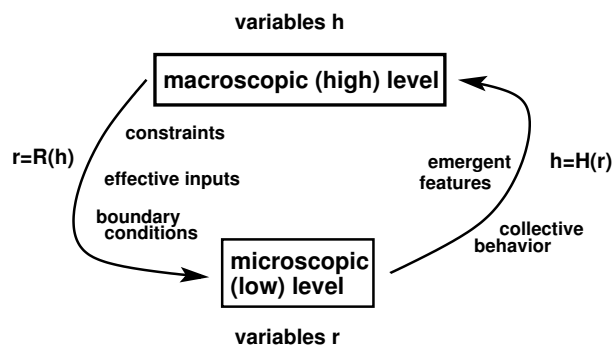 variables h
macroscopic (high) level
constraints
r=R(h)
effective inputs
boundary
conditions
emergent
features
h=H(r)
collective
behavior
microscopic
(low) level
variables r